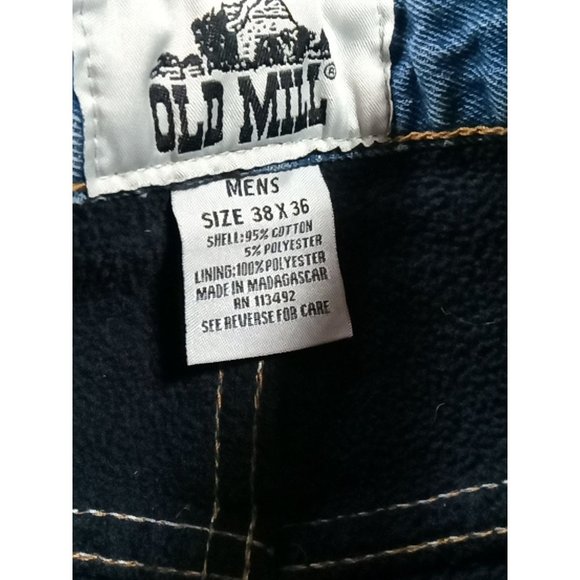 OLD MILL®
MENS
SIZE 38 X 36
SHELL:95% COTTON
5% POLYESTER
LINING:100% POLYESTER
MADE IN MADAGASCAR
RN 113492
SEE REVERSE FOR CARE